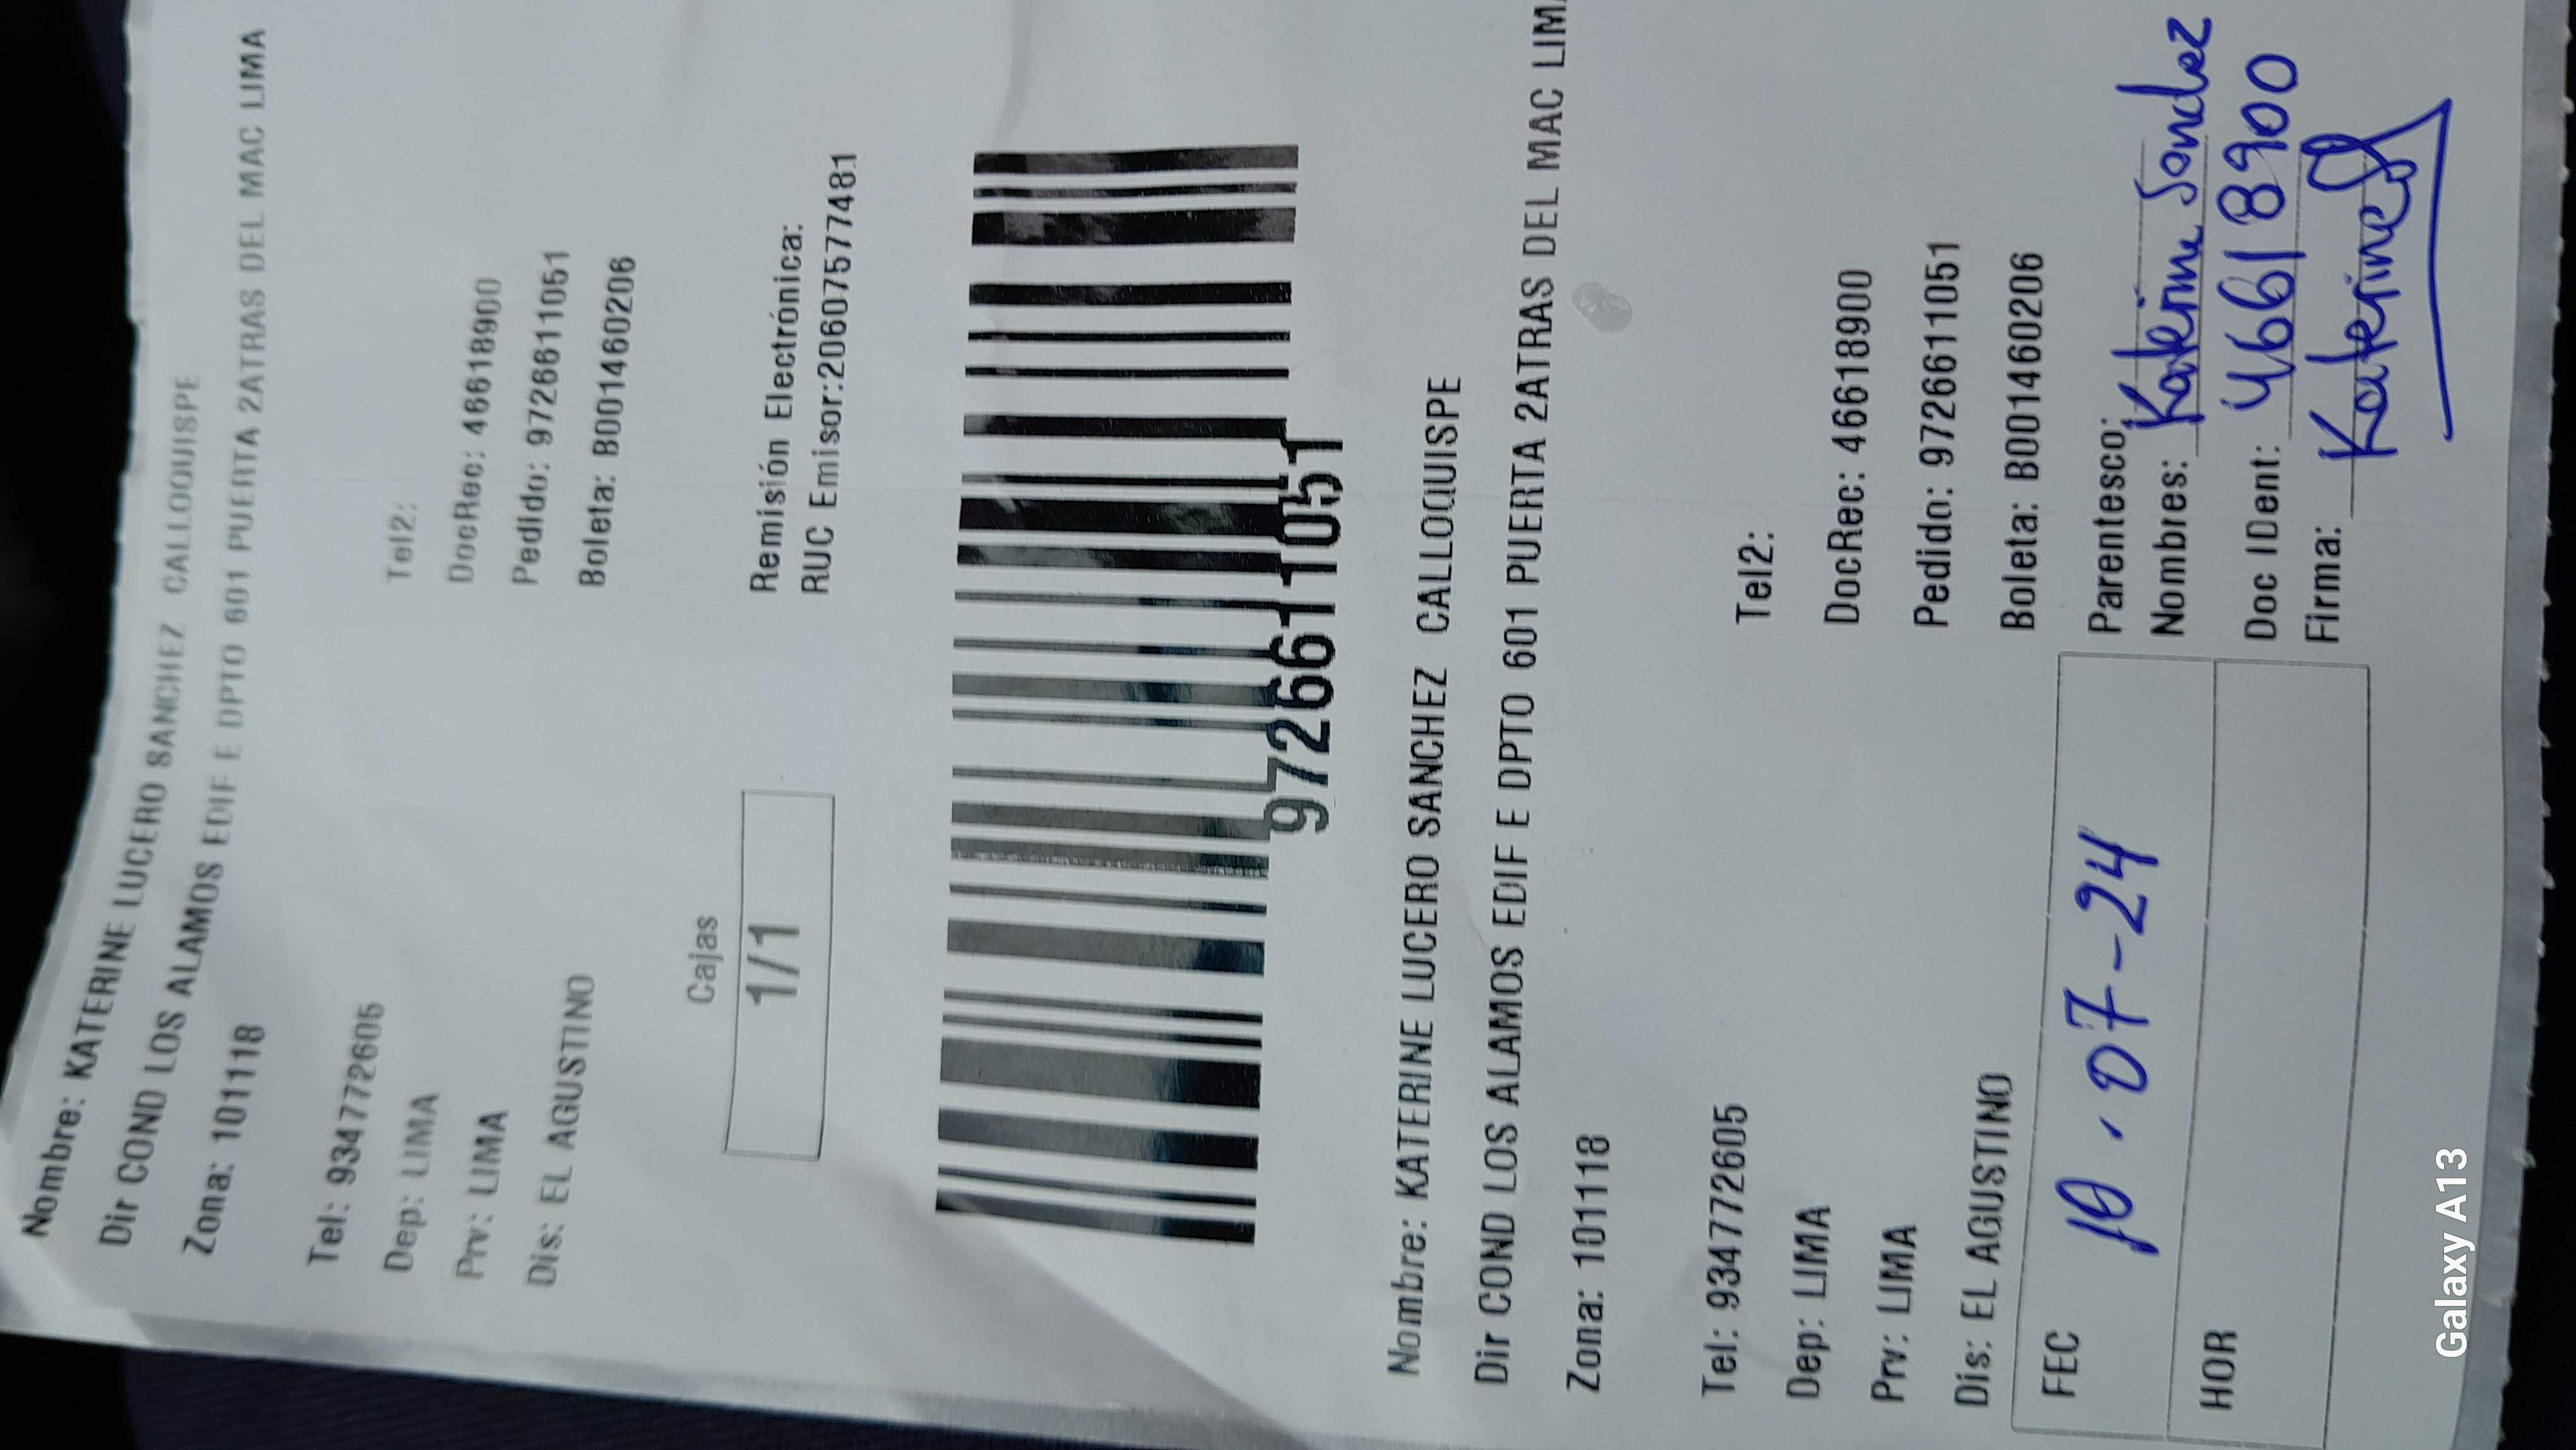 Nombre: KATERINE LUCERO SANCHEZ CALLOQUISPE
Dir COND LOS ALAMOS EDIF E DPTO 601 PUERTA 2ATRAS DEL MAC LIMA
Zona: 101118
Tel: 934772605
Tel2:
Dep: LIMA
DocRec: 46618900
Prv: LIMA
Pedido: 9726611051
Dis: EL AGUSTINO
Boleta: B001460206
Cajas
1/1
Remisión Electrónica:
RUC Emisor:20607577481
9726611051
Nombre: KATERINE LUCERO SANCHEZ CALLOQUISPE
Dir COND LOS ALAMOS EDIF E DPTO 601 PUERTA 2ATRAS DEL MAC LIM
Zona: 101118
Tel: 934772605
Tel2:
Dep: LIMA
DocRec: 46618900
Prv: LIMA
Pedido: 9726611051
Dis: EL AGUSTINO
Boleta: B001460206
FEC 10.07-24
Parentesco:
Nombres: Katerine Sanchez
HOR
Doc IDent: 46618900
Firma: Katerine
Galaxy A13